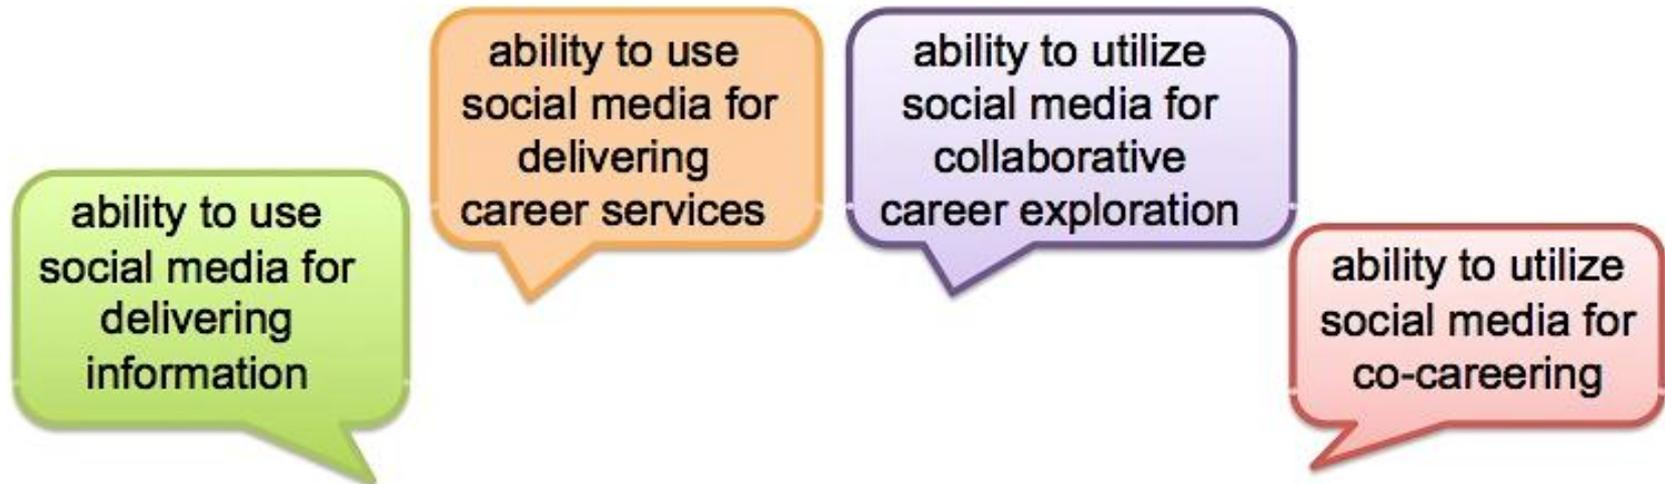 ability to use
social media for
delivering
information
ability to use
social media for
delivering
career services
ability to utilize
social media for
collaborative
career exploration
ability to utilize
social media for
co-careering